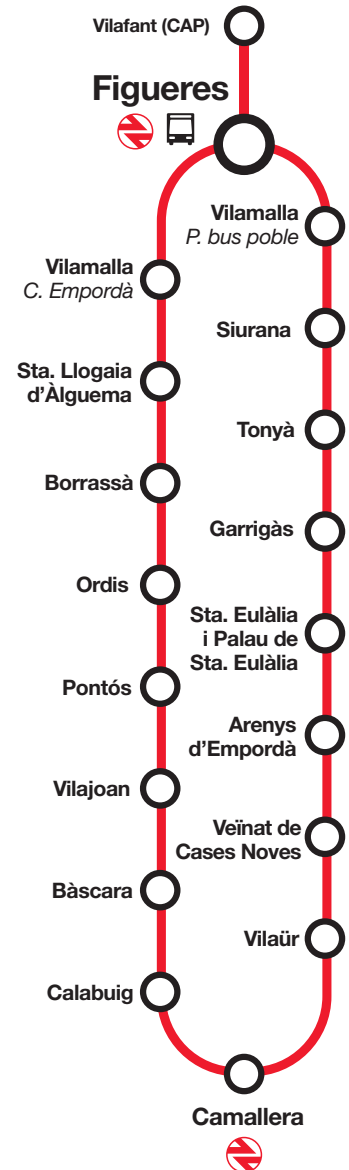 Vilafant (CAP)
Figueres
Vilamalla
P. bus poble
Vilamalla
C. Empordà
Siurana
Sta. Llogaia
d'Àlguema
Tonyà
Borrassà
Garrigàs
Ordis
Sta. Eulàlia
i Palau de
Sta. Eulàlia
Pontós
Arenys
d'Empordà
Vilajoan
Veïnat de
Cases Noves
Bàscara
Vilaür
Calabuig
Camallera